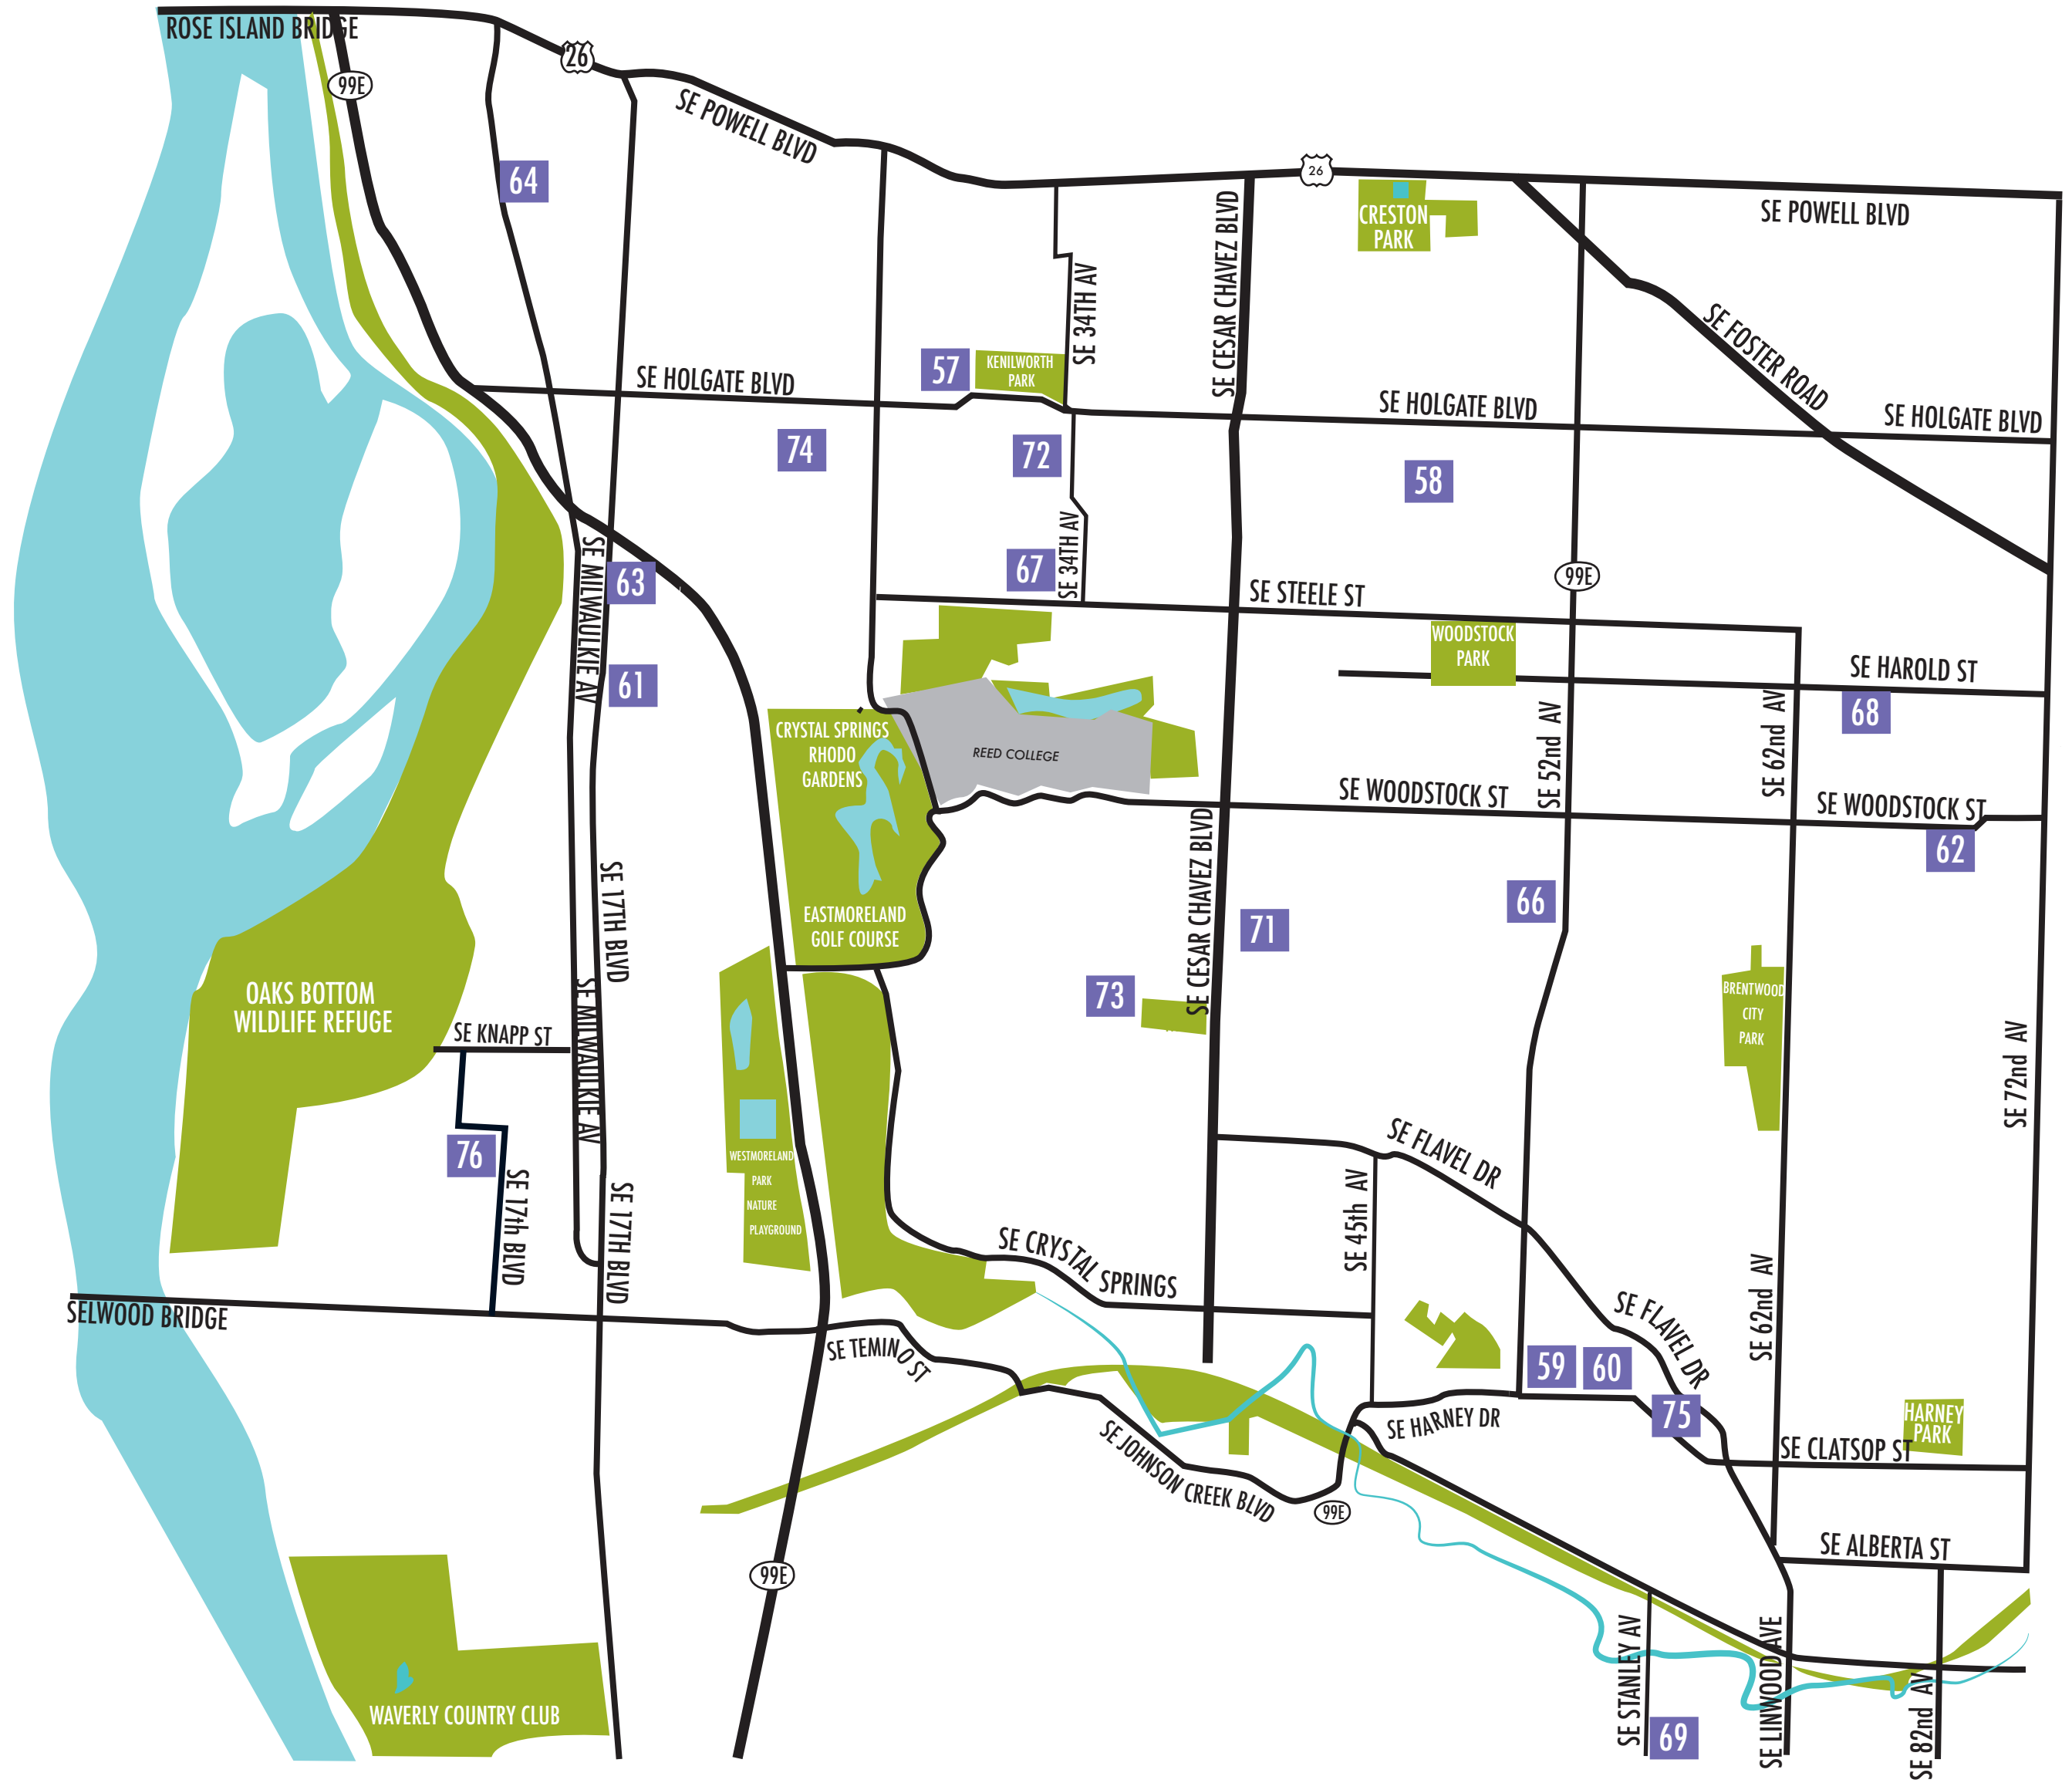 ROSE ISLAND BRIDGE
99E
26
SE POWELL BLVD
26
CRESTON
PARK
SE POWELL BLVD
64
SE CESAR CHAVEZ BLVD
SE 34TH AV
SE FOSTER ROAD
57
KENILWORTH
PARK
SE HOLGATE BLVD
SE HOLGATE BLVD
SE HOLGATE BLVD
74
72
58
SE 34TH AV
67
63
SE MILWAUKIE AV
99E
SE STEELE ST
WOODSTOCK
PARK
SE HAROLD ST
61
68
SE 62nd AV
SE 52nd AV
CRYSTAL SPRINGS
RHODO
GARDENS
REED COLLEGE
SE WOODSTOCK ST
SE WOODSTOCK ST
62
SE CESAR CHAVEZ BLVD
SE 17TH BLVD
66
71
EASTMORELAND
GOLF COURSE
73
OAKS BOTTOM
WILDLIFE REFUGE
SE KNAPP ST
SE MILWAUKIE AV
BRENTWOOD
CITY
PARK
SE 72nd AV
76
SE 17th BLVD
SE 17TH BLVD
WESTMORELAND
PARK
NATURE
PLAYGROUND
SE FLAVEL DR
SE 45th AV
SE CRYSTAL SPRINGS
SE 62nd AV
SELWOOD BRIDGE
SE FLAVEL DR
SE TEMINO ST
59
60
75
SE HARNEY DR
HARNEY
PARK
SE CLATSOP ST
SE JOHNSON CREEK BLVD
99E
SE ALBERTA ST
99E
SE STANLEY AV
69
SE LINWOOD AVE
SE 82nd AV
WAVERLY COUNTRY CLUB